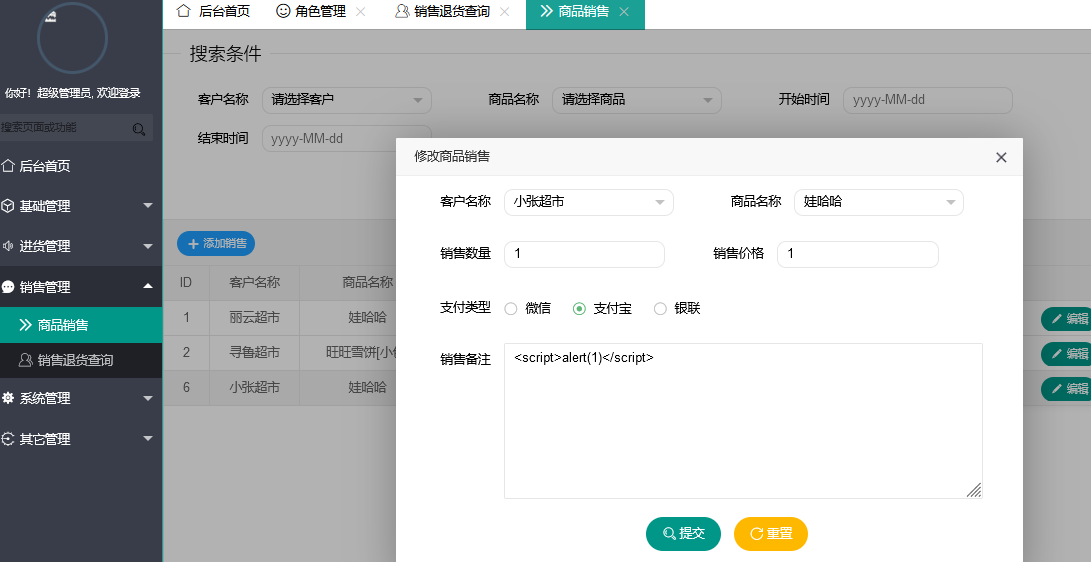 后台首页 角色管理 销售退货查询 商品销售
你好！超级管理员, 欢迎登录
搜索页面或功能
后台首页
基础管理
进货管理
销售管理
商品销售
销售退货查询
系统管理
其它管理
搜索条件
客户名称 请选择客户 商品名称 请选择商品 开始时间 yyyy-MM-dd
结束时间 yyyy-MM-dd
添加销售
ID 客户名称 商品名称
1 丽云超市 娃哈哈 编辑
2 寻鲁超市 旺旺雪饼[小 编辑
6 小张超市 娃哈哈 编辑
修改商品销售
客户名称 小张超市 商品名称 娃哈哈
销售数量 1 销售价格 1
支付类型 微信 支付宝 银联
销售备注 <script>alert(1)</script>
提交 重置